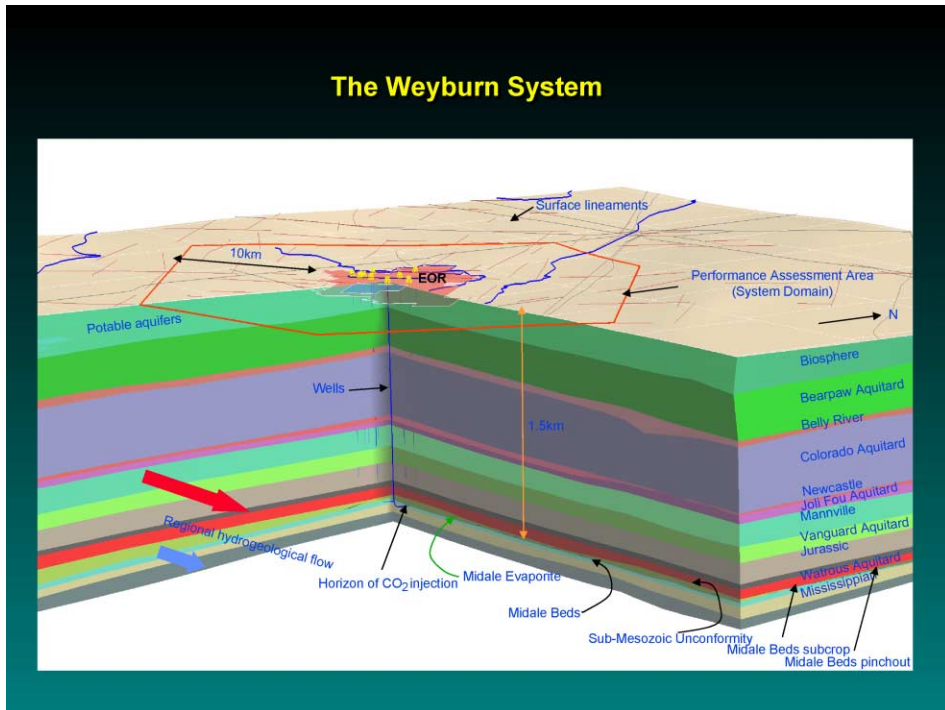 The Weyburn System
Surface lineaments
10km
EOR
Performance Assessment Area
(System Domain)
N
Potable aquifers
Biosphere
Wells
Bearpaw Aquitard
Belly River
1.5km
Colorado Aquitard
Newcastle
Joli Fou Aquitard
Mannville
Vanguard Aquitard
Jurassic
Regional hydrogeological flow
Watrous Aquitard
Mississippian
Horizon of CO2 injection
Midale Evaporite
Midale Beds
Sub-Mesozoic Unconformity
Midale Beds subcrop
Midale Beds pinchout